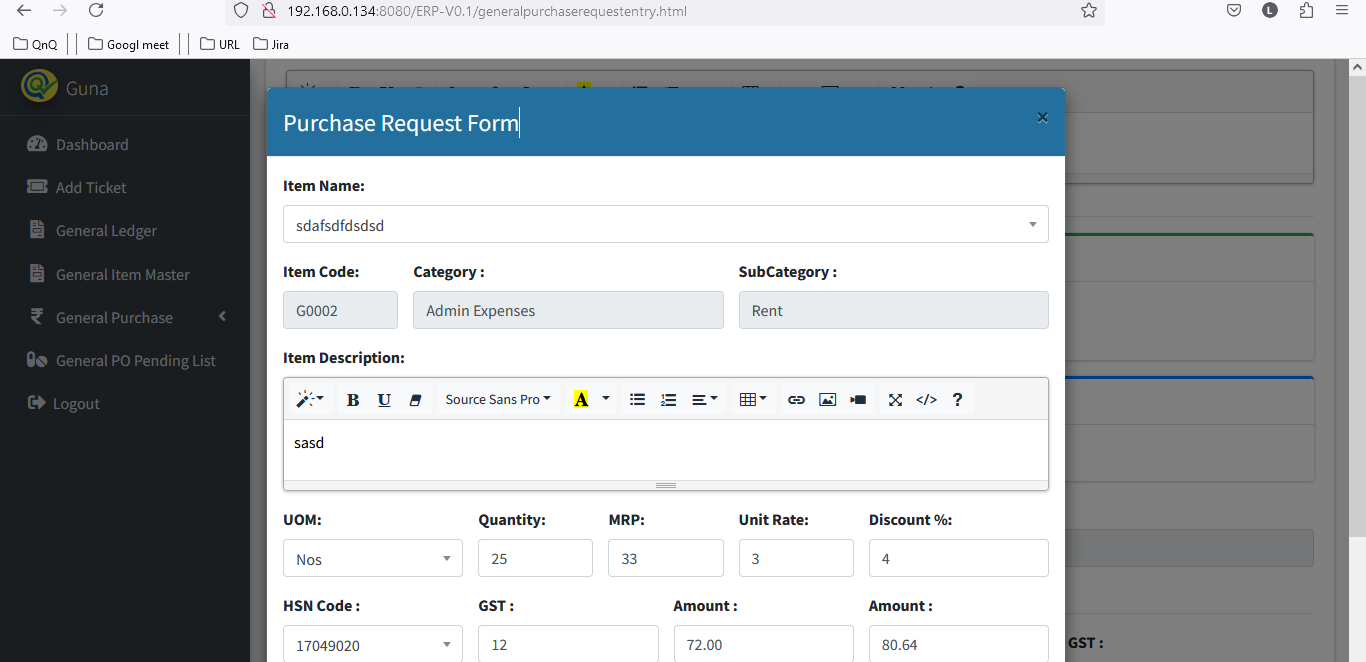 192.168.0.134:8080/ERP-V0.1/generalpurchaserequestentry.html
L
QnQ
Googl meet
URL
Jira
Guna
Dashboard
Add Ticket
General Ledger
General Item Master
General Purchase
General PO Pending List
Logout
Purchase Request Form
×
Item Name:
sdafsdfdsdsd
Item Code: Category : SubCategory :
G0002 Admin Expenses Rent
Item Description:
B U Source Sans Pro A </> ?
sasd
UOM: Quantity: MRP: Unit Rate: Discount %:
Nos 25 33 3 4
HSN Code : GST : Amount : Amount :
17049020 12 72.00 80.64
GST :